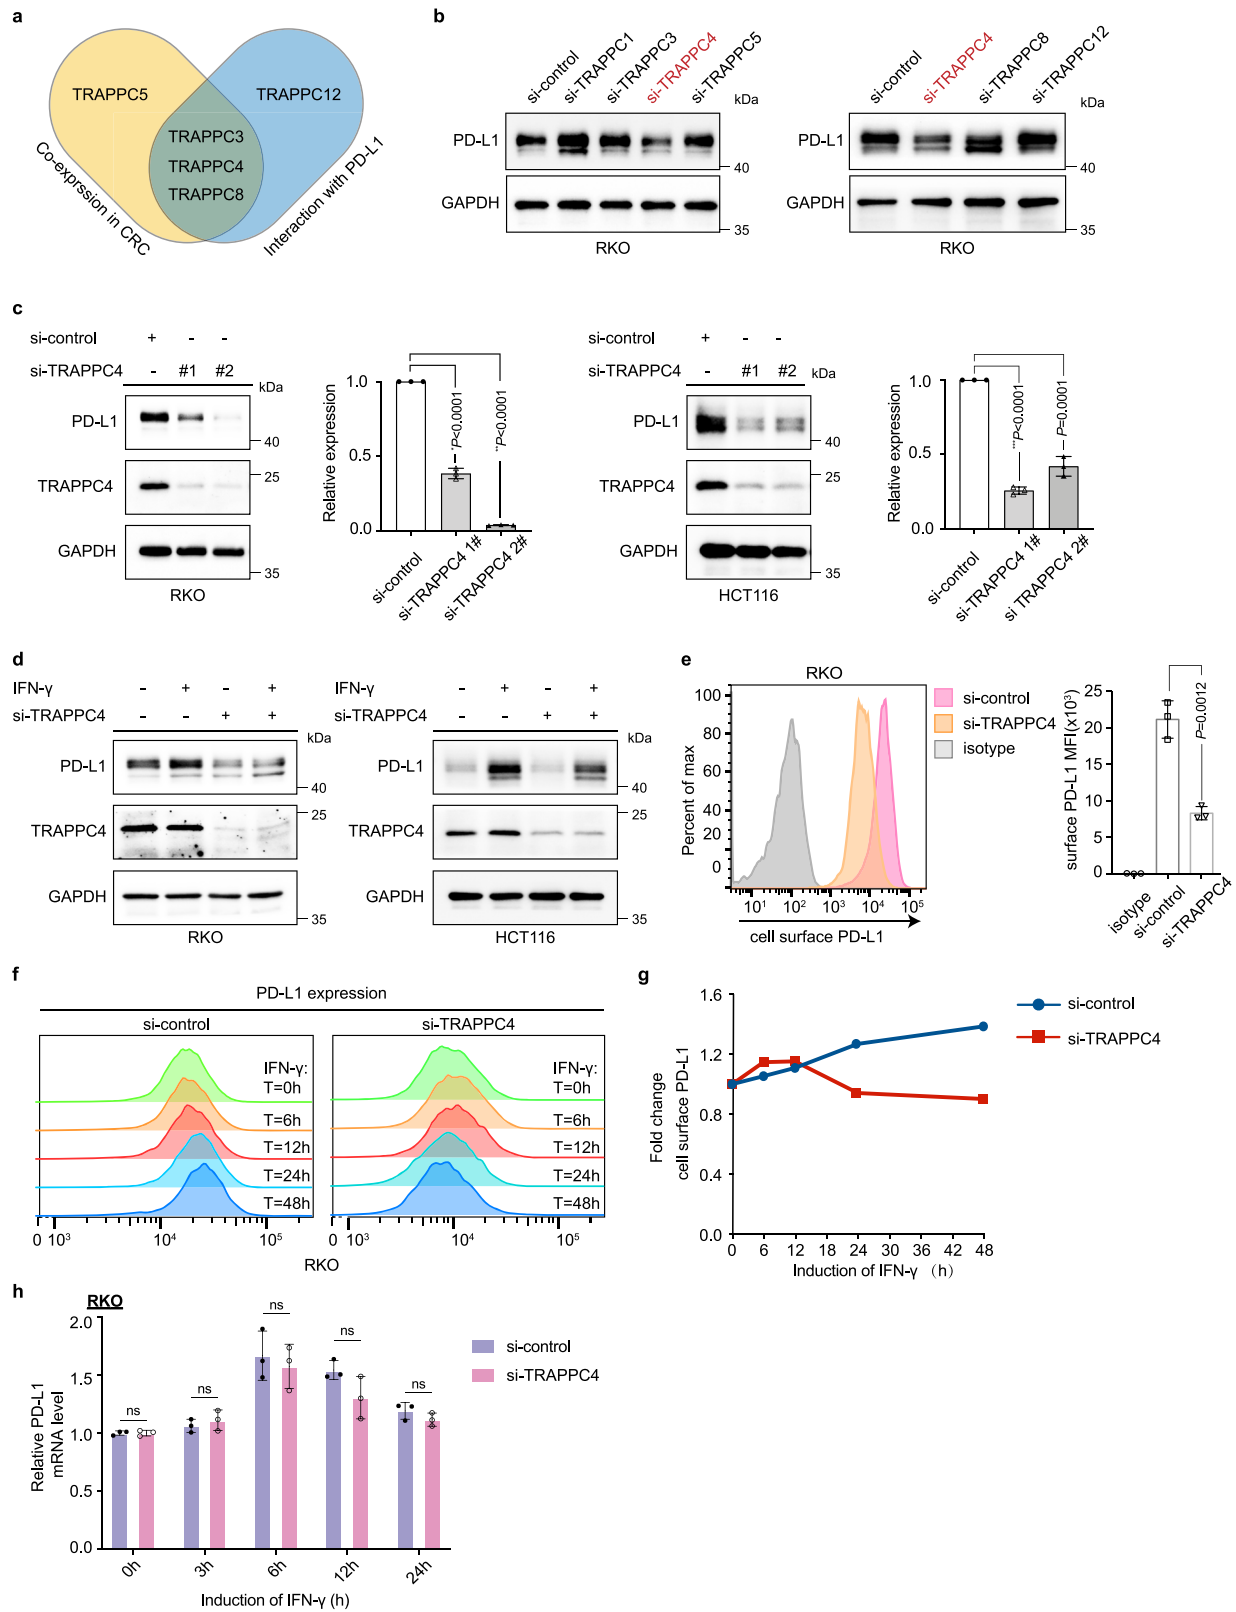 a
TRAPPC5
TRAPPC12
TRAPPC3
TRAPPC4
TRAPPC8
Co-exprssion in CRC
Interaction with PD-L1
b
si-control
si-TRAPPC1
si-TRAPPC3
si-TRAPPC4
si-TRAPPC5
kDa
PD-L1
40
GAPDH
35
RKO
si-control
si-TRAPPC4
si-TRAPPC8
si-TRAPPC12
kDa
PD-L1
40
GAPDH
35
RKO
c
si-control + - -
si-TRAPPC4 - #1 #2
kDa
PD-L1
40
TRAPPC4
25
GAPDH
35
RKO
Relative expression
1.0
0.5
0.0
*P<0.0001
**P<0.0001
si-control
si-TRAPPC4 1#
si-TRAPPC4 2#
si-control + - -
si-TRAPPC4 - #1 #2
kDa
PD-L1
40
TRAPPC4
25
GAPDH
35
HCT116
Relative expression
1.0
0.5
0.0
***P<0.0001
P=0.0001
si-control
si-TRAPPC4 1#
si TRAPPC4 2#
d
IFN-γ - + - +
si-TRAPPC4 - - + +
kDa
PD-L1
40
TRAPPC4
25
GAPDH
35
RKO
IFN-γ - + - +
si-TRAPPC4 - - + +
kDa
PD-L1
40
TRAPPC4
25
GAPDH
35
HCT116
e
RKO
Percent of max
100
80
60
40
20
0
10¹ 10² 10³ 10⁴ 10⁵
cell surface PD-L1
si-control
si-TRAPPC4
isotype
surface PD-L1 MFI(x10³)
25
20
15
10
5
0
P=0.0012
isotype
si-control
si-TRAPPC4
f
PD-L1 expression
si-control
si-TRAPPC4
IFN-γ:
T=0h
T=6h
T=12h
T=24h
T=48h
0 10³ 10⁴ 10⁵
IFN-γ:
T=0h
T=6h
T=12h
T=24h
T=48h
0 10³ 10⁴ 10⁵
RKO
g
Fold change
cell surface PD-L1
1.6
1.2
0.8
0.4
0.0
0 6 12 18 24 30 36 42 48
Induction of IFN-γ (h)
si-control
si-TRAPPC4
h
RKO
Relative PD-L1
mRNA level
2.0
1.5
1.0
0.5
0.0
ns
ns
ns
ns
ns
0h
3h
6h
12h
24h
Induction of IFN-γ (h)
si-control
si-TRAPPC4